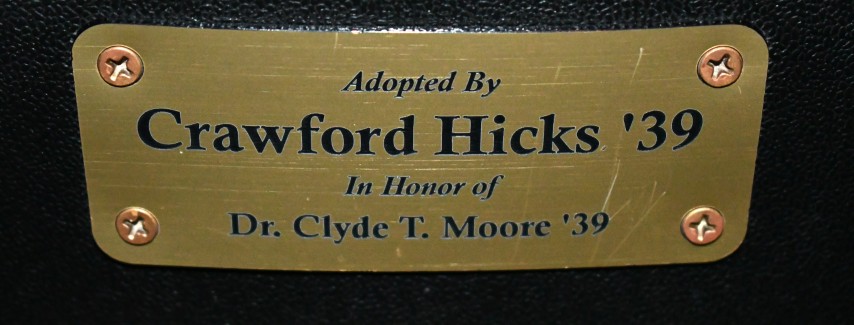 Adopted By
Crawford Hicks '39
In Honor of
Dr. Clyde T. Moore '39